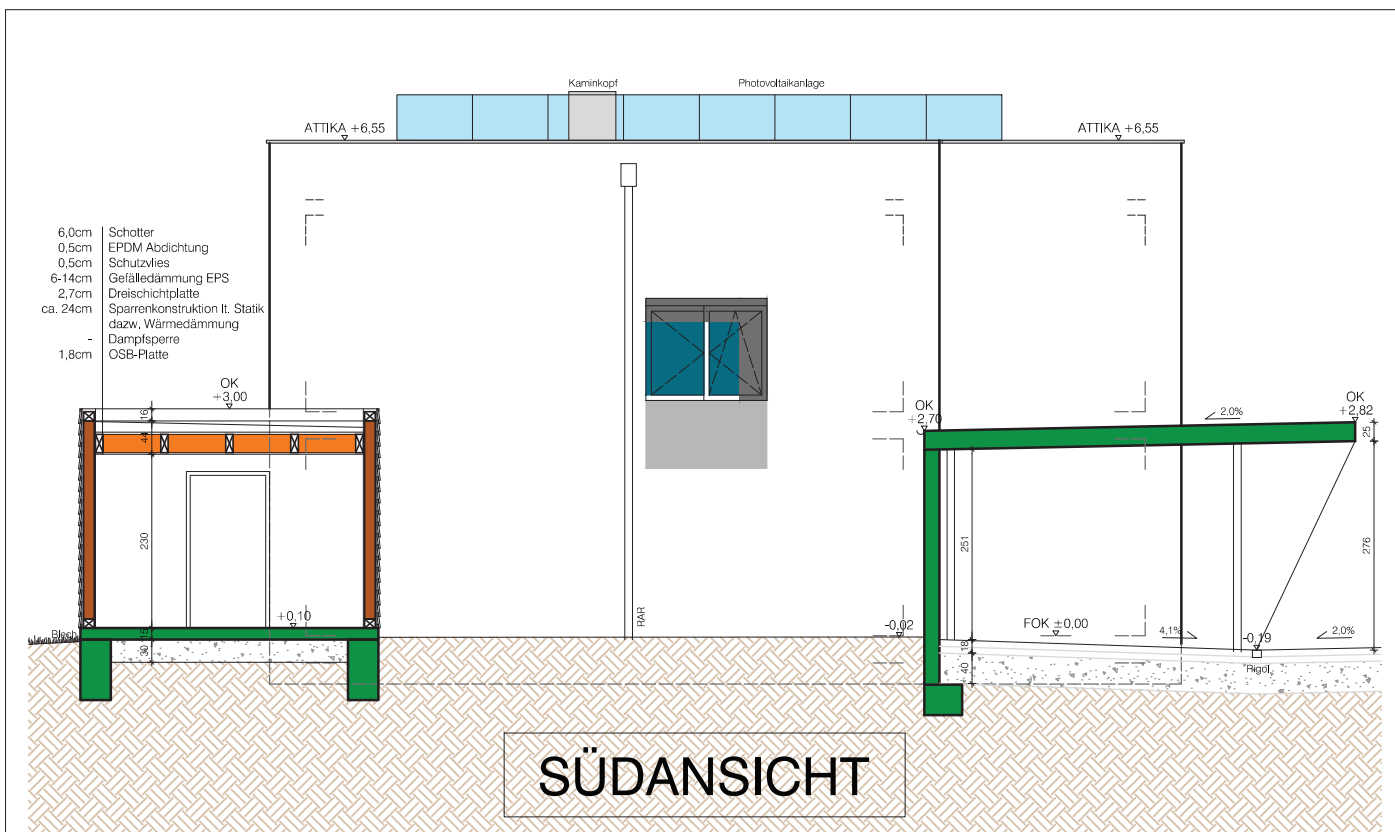 Kaminkopf
Photovoltaikanlage
ATTIKA +6,55
ATTIKA +6,55
6,0cm Schotter
0,5cm EPDM Abdichtung
0,5cm Schutzvlies
6-14cm Gefälledämmung EPS
2,7cm Dreischichtplatte
ca. 24cm Sparrenkonstruktion lt. Statik
dazw. Wärmedämmung
- Dampfsperre
1,8cm OSB-Platte
OK
+3,00
OK
+2,70
2,0%
OK
+2,82
16
44
25
230
251
276
+0,10
RAR
-0,02
FOK ±0,00
4,1%
-0,19
2,0%
Blech
15
30
18
40
Rigol
SÜDANSICHT